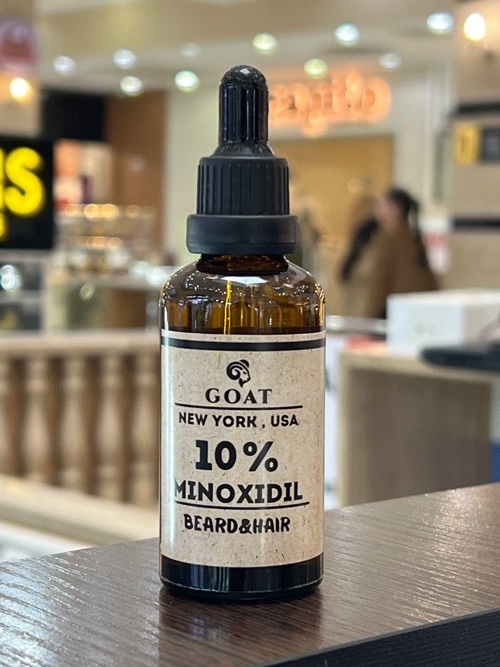 GOAT
NEW YORK , USA
10%
MINOXIDIL
BEARD&HAIR